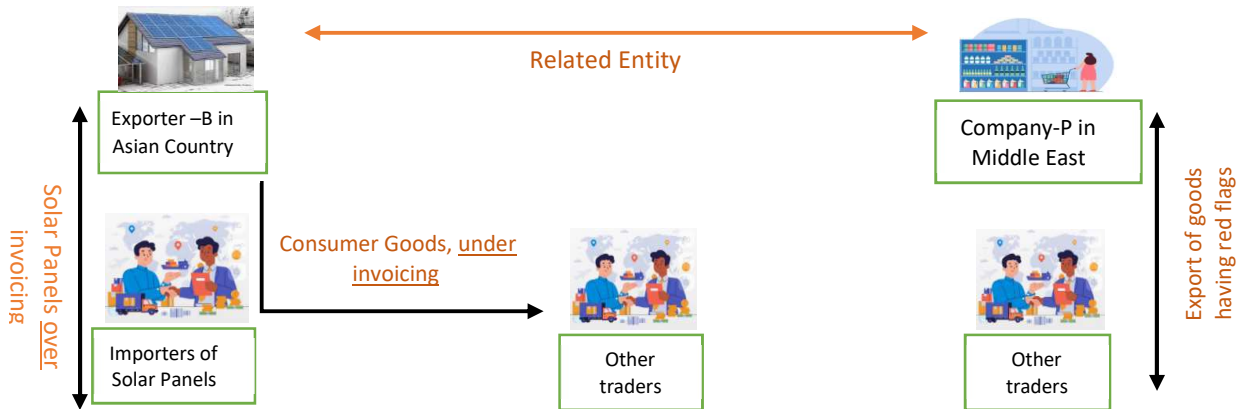 Related Entity
Exporter –B in
Asian Country
Company-P in
Middle East
Solar Panels over
invoicing
Consumer Goods, under
invoicing
Export of goods
having red flags
Importers of
Solar Panels
Other
traders
Other
traders